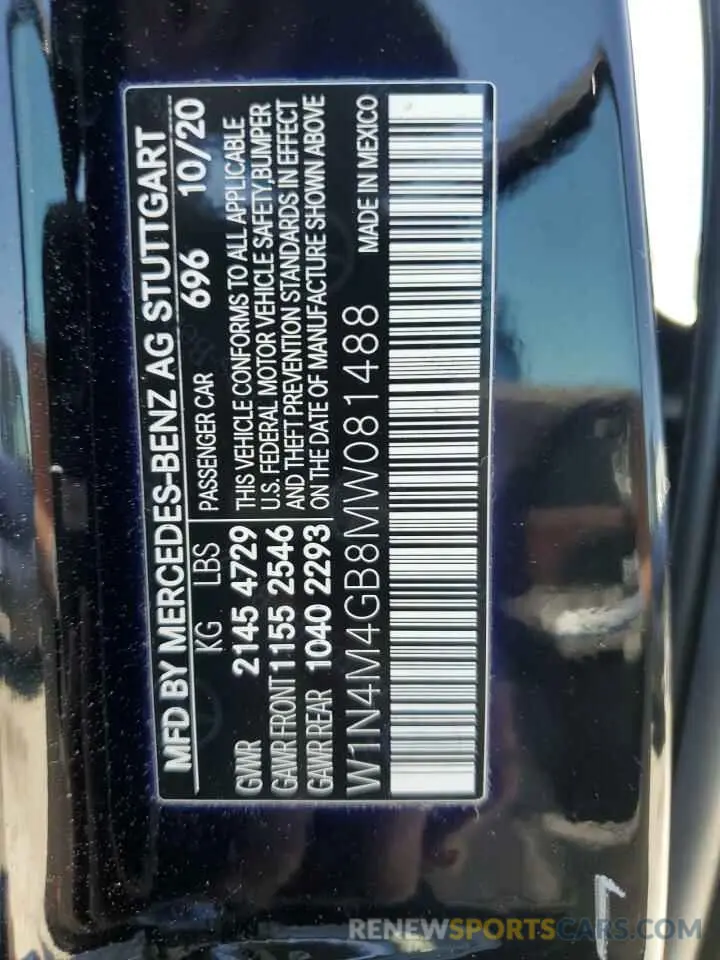 MFD BY MERCEDES-BENZ AG STUTTGART
696 10/20
KG LBS PASSENGER CAR
GWR 2145 4729
GAWR FRONT 1155 2546
GAWR REAR 1040 2293
THIS VEHICLE CONFORMS TO ALL APPLICABLE
U.S. FEDERAL MOTOR VEHICLE SAFETY,BUMPER
AND THEFT PREVENTION STANDARDS IN EFFECT
ON THE DATE OF MANUFACTURE SHOWN ABOVE
W1N4M4GB8MW081488 MADE IN MEXICO
RENEWSPORTSCARS.COM